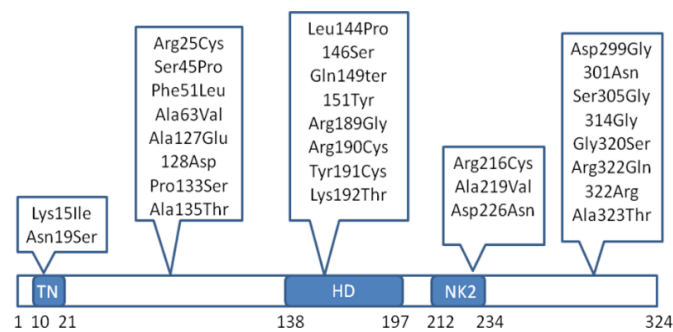 Lys15Ile
Asn19Ser
Arg25Cys
Ser45Pro
Phe51Leu
Ala63Val
Ala127Glu
128Asp
Pro133Ser
Ala135Thr
Leu144Pro
146Ser
Gln149ter
151Tyr
Arg189Gly
Arg190Cys
Tyr191Cys
Lys192Thr
Arg216Cys
Ala219Val
Asp226Asn
Asp299Gly
301Asn
Ser305Gly
314Gly
Gly320Ser
Arg322Gln
322Arg
Ala323Thr
TN HD NK2
1 10 21 138 197 212 234 324